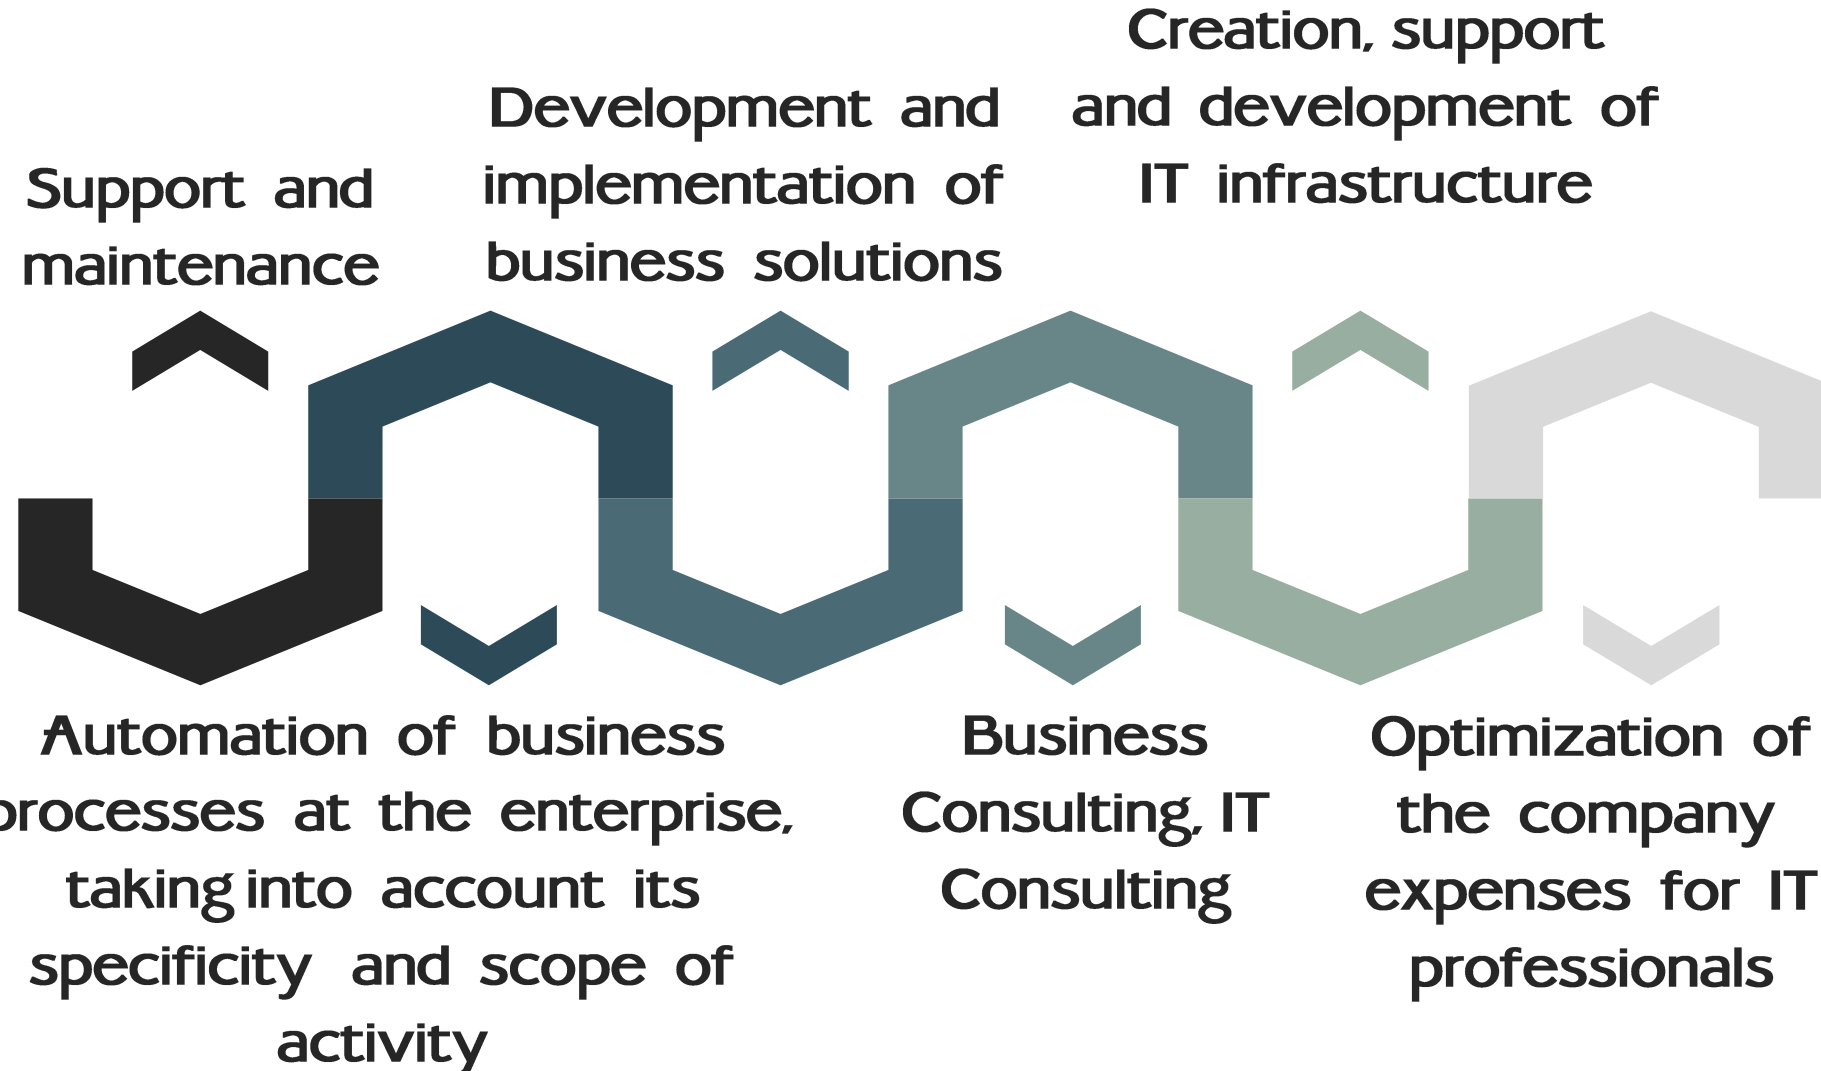 Support and
maintenance
Development and
implementation of
business solutions
Creation, support
and development of
IT infrastructure
Automation of business
processes at the enterprise,
taking into account its
specificity and scope of
activity
Business
Consulting, IT
Consulting
Optimization of
the company
expenses for IT
professionals